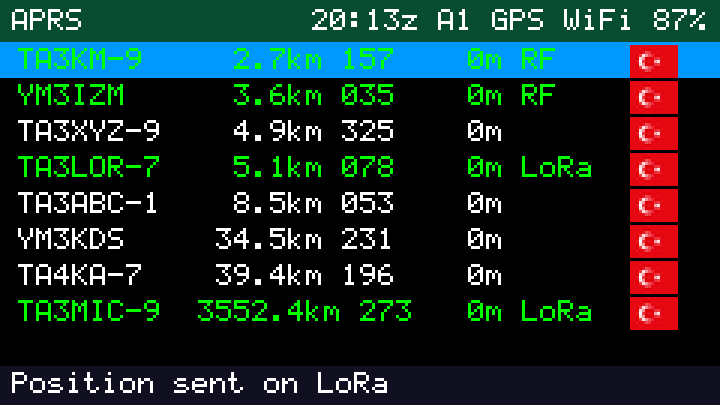 APRS 20:13z A1 GPS WiFi 87%
TA3KM-9 2.7km 157 0m RF
YM3IZM 3.6km 035 0m RF
TA3XYZ-9 4.9km 325 0m
TA3LOR-7 5.1km 078 0m LoRa
TA3ABC-1 8.5km 053 0m
YM3KDS 34.5km 231 0m
TA4KA-7 39.4km 196 0m
TA3MIC-9 3552.4km 273 0m LoRa
Position sent on LoRa